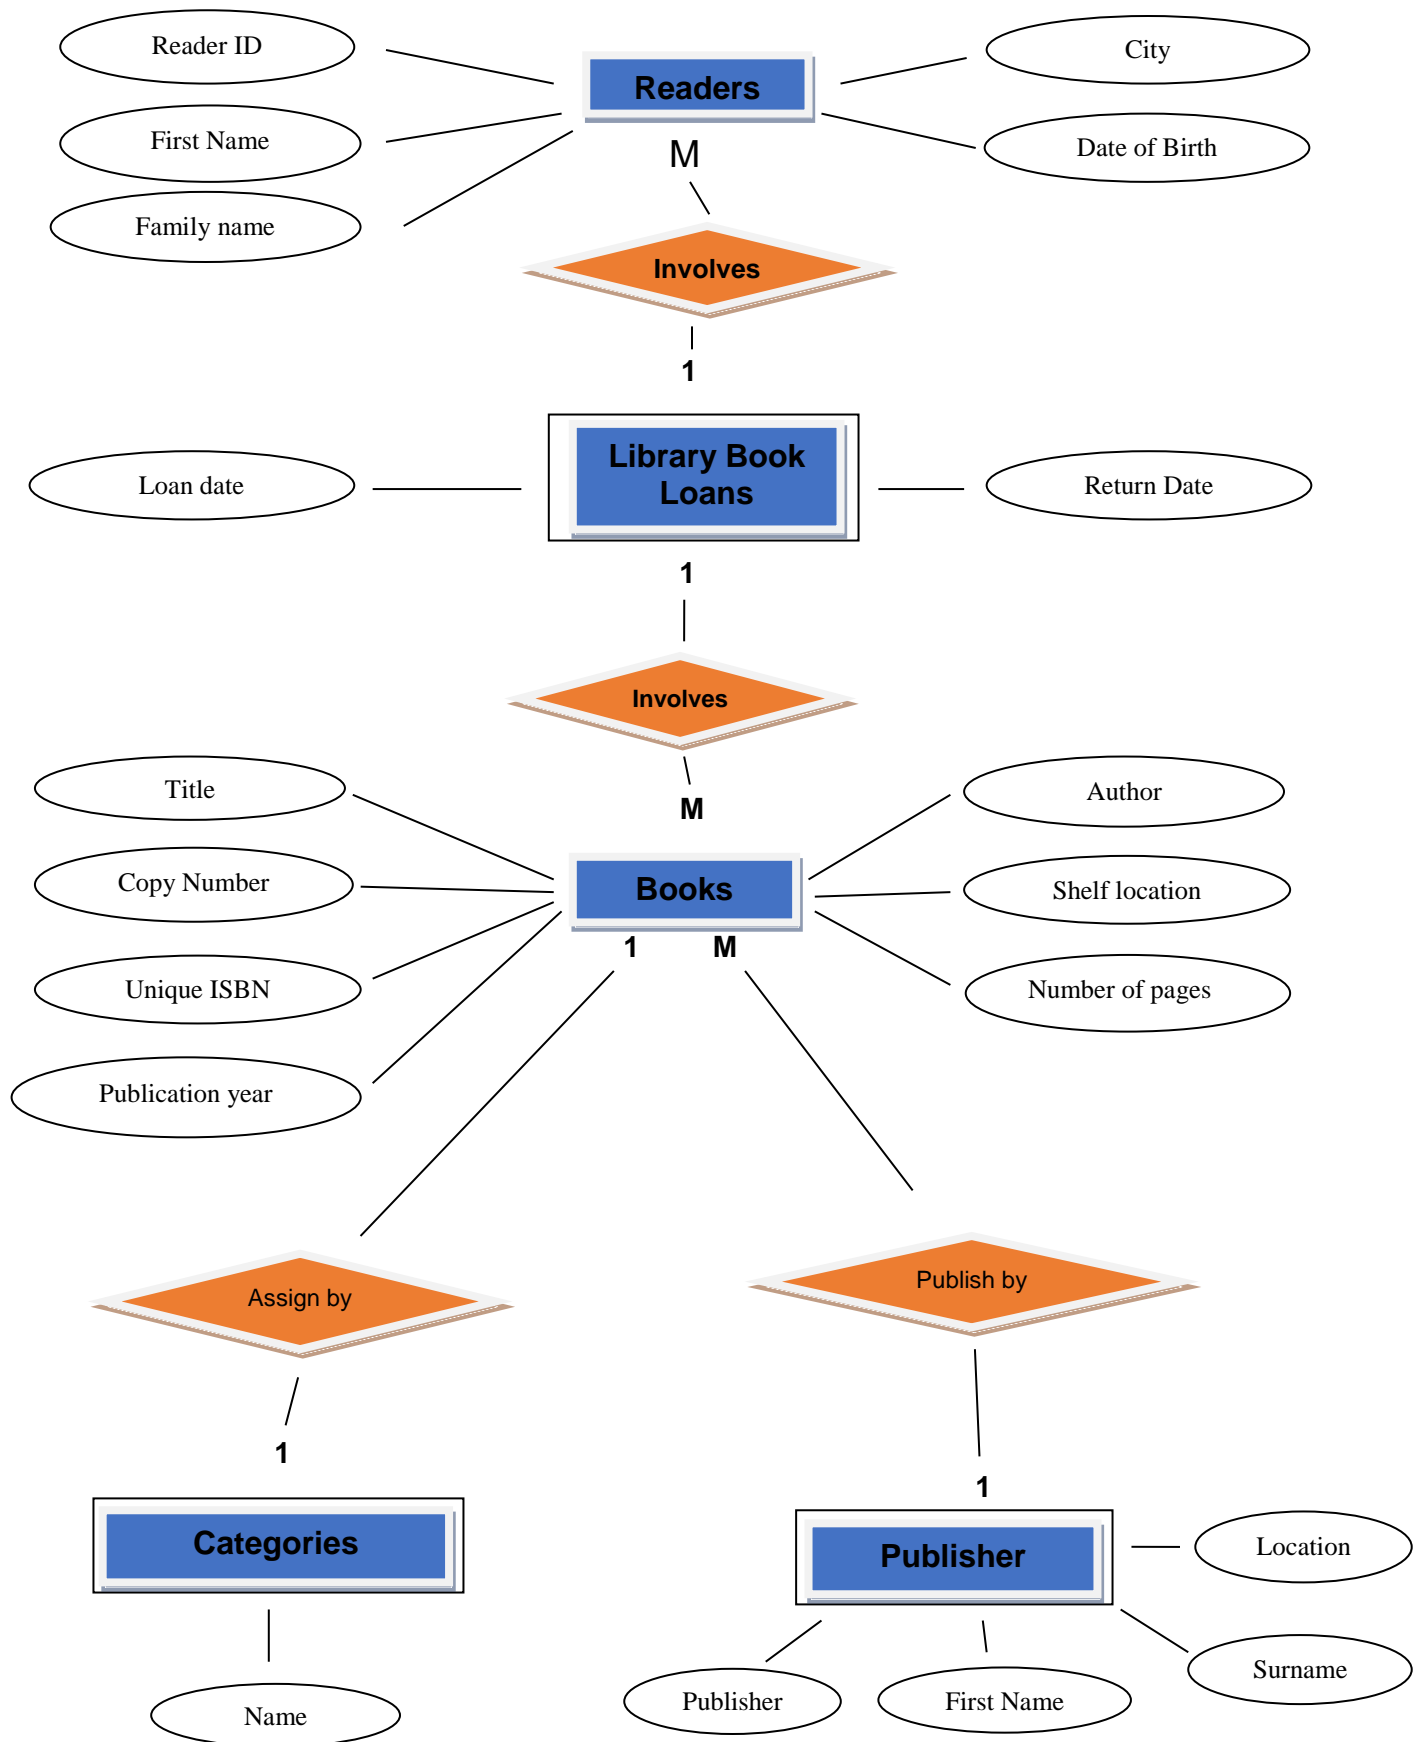 Reader ID
Readers
City
First Name
Date of Birth
M
Family name
Involves
1
Library Book
Loans
Loan date
Return Date
1
Involves
Title
M
Author
Copy Number
Books
Shelf location
1 M
Unique ISBN
Number of pages
Publication year
Assign by
Publish by
1
1
Categories
Publisher
Location
Name
Publisher
First Name
Surname